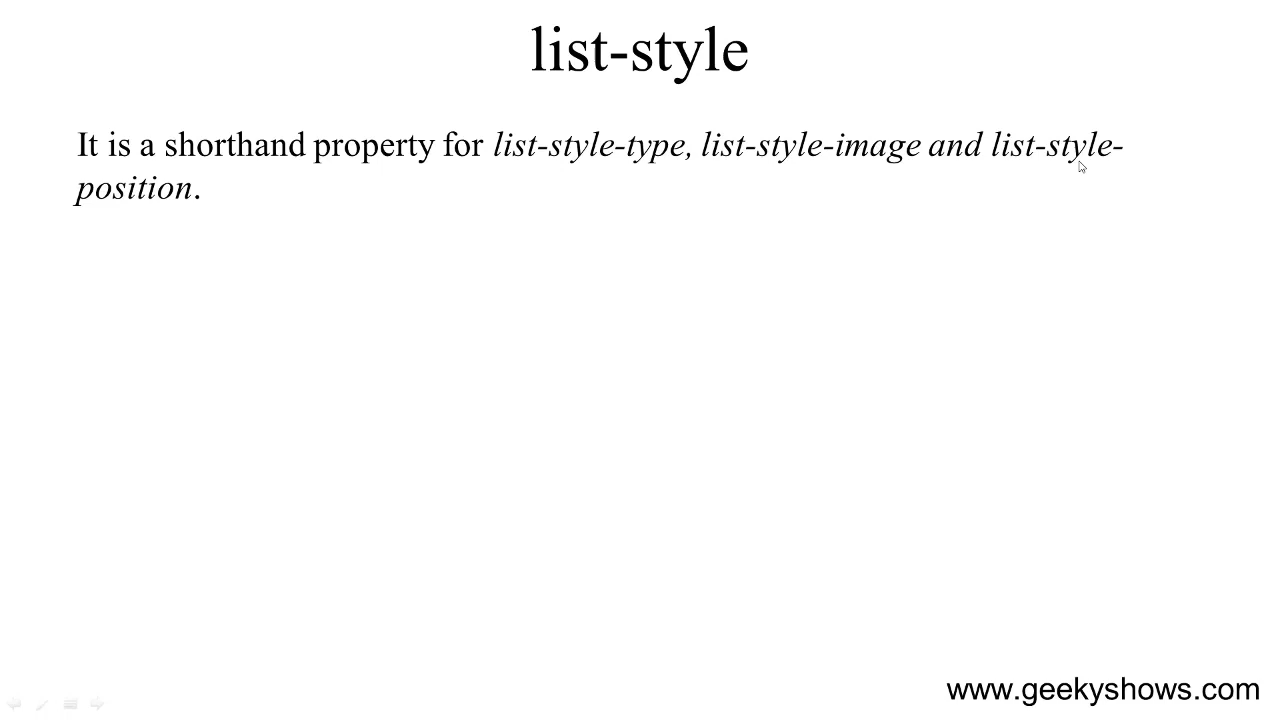 list-style
It is a shorthand property for list-style-type, list-style-image and list-style-
position.
www.geekyshows.com